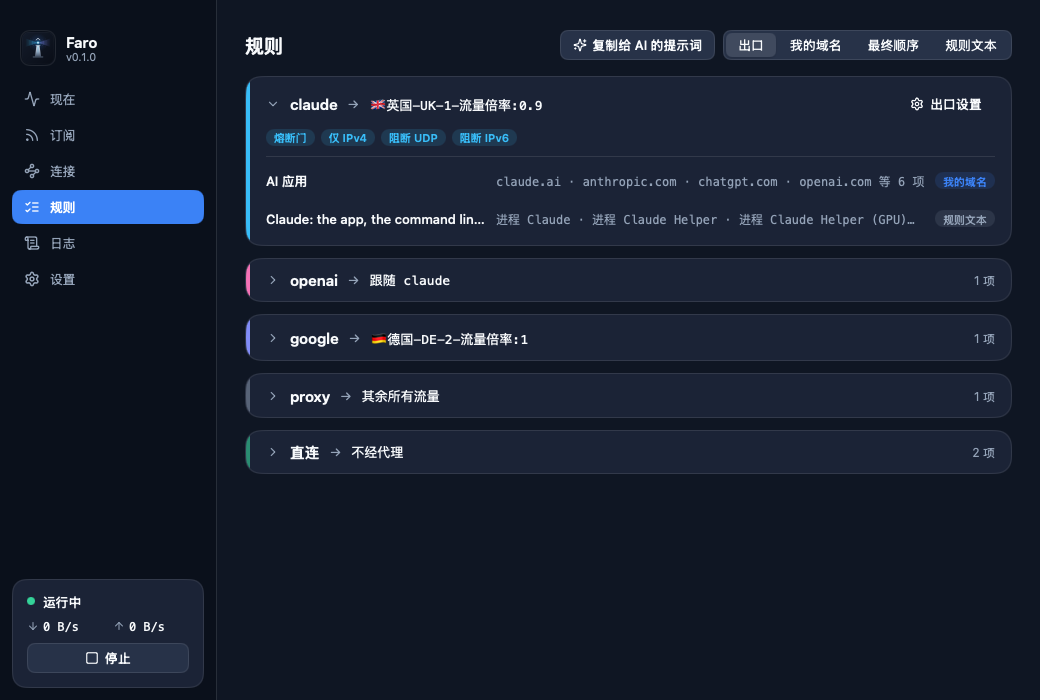 Faro
v0.1.0
现在
订阅
连接
规则
日志
设置
运行中
↓ 0 B/s ↑ 0 B/s
停止
规则
复制给 AI 的提示词
出口 我的域名 最终顺序 规则文本
claude → 🇬🇧英国-UK-1-流量倍率:0.9 出口设置
熔断门 仅 IPv4 阻断 UDP 阻断 IPv6
AI 应用 claude.ai · anthropic.com · chatgpt.com · openai.com 等 6 项 我的域名
Claude: the app, the command lin... 进程 Claude · 进程 Claude Helper · 进程 Claude Helper (GPU)… 规则文本
openai → 跟随 claude 1 项
google → 🇩🇪德国-DE-2-流量倍率:1 1 项
proxy → 其余所有流量 1 项
直连 → 不经代理 2 项